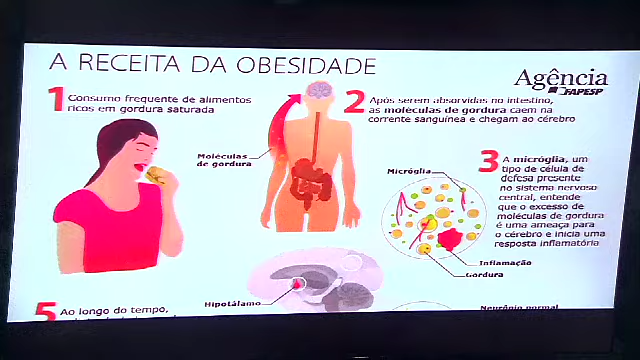 A RECEITA DA OBESIDADE
Agência
FAPESP
1 Consumo frequente de alimentos
ricos em gordura saturada
2 Após serem absorvidas no intestino,
as moléculas de gordura caem na
corrente sanguínea e chegam ao cérebro
Moléculas
de gordura
3 A micróglia, um
tipo de célula de
defesa presente
no sistema nervoso
central, entende
que o excesso de
moléculas de gordura
é uma ameaça para
o cérebro e inicia uma
resposta inflamatória
Micróglia
Inflamação
Gordura
Hipotálamo
5 Ao longo do tempo,
Neurônio normal